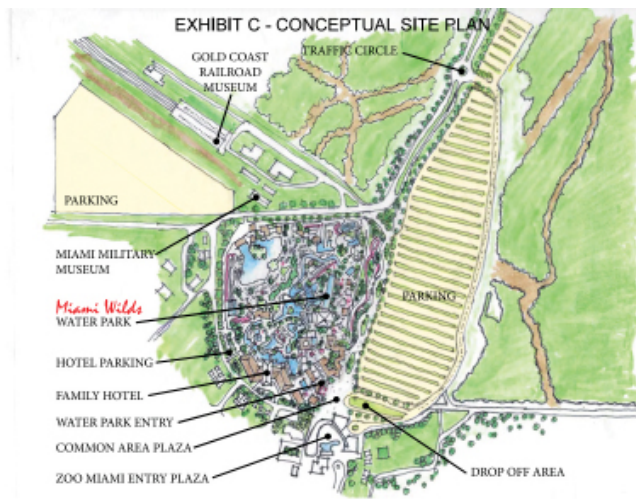 EXHIBIT C - CONCEPTUAL SITE PLAN
GOLD COAST
RAILROAD
MUSEUM
TRAFFIC CIRCLE
PARKING
MIAMI MILITARY
MUSEUM
Miami Wilds
WATER PARK
PARKING
HOTEL PARKING
FAMILY HOTEL
WATER PARK ENTRY
COMMON AREA PLAZA
ZOO MIAMI ENTRY PLAZA
DROP OFF AREA